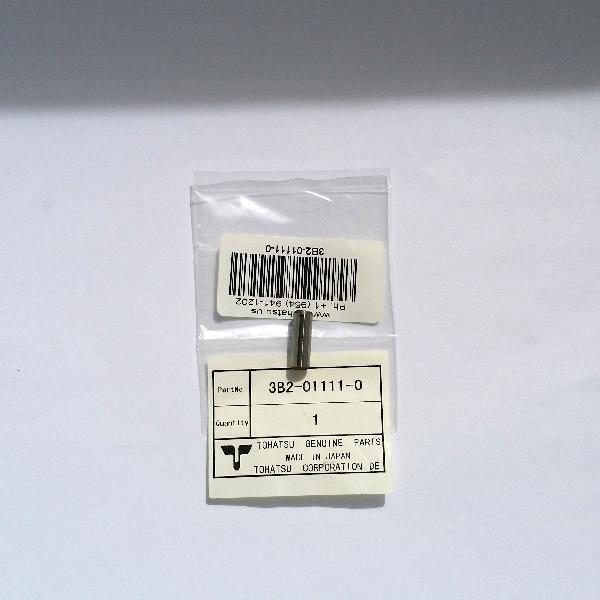 3B2-01111-0
Ph. +1 (954) 941-1202
PartNo 3B2-01111-0
Quantity 1
TOHATSU GENUINE PARTS
MADE IN JAPAN
TOHATSU CORPORATION DE